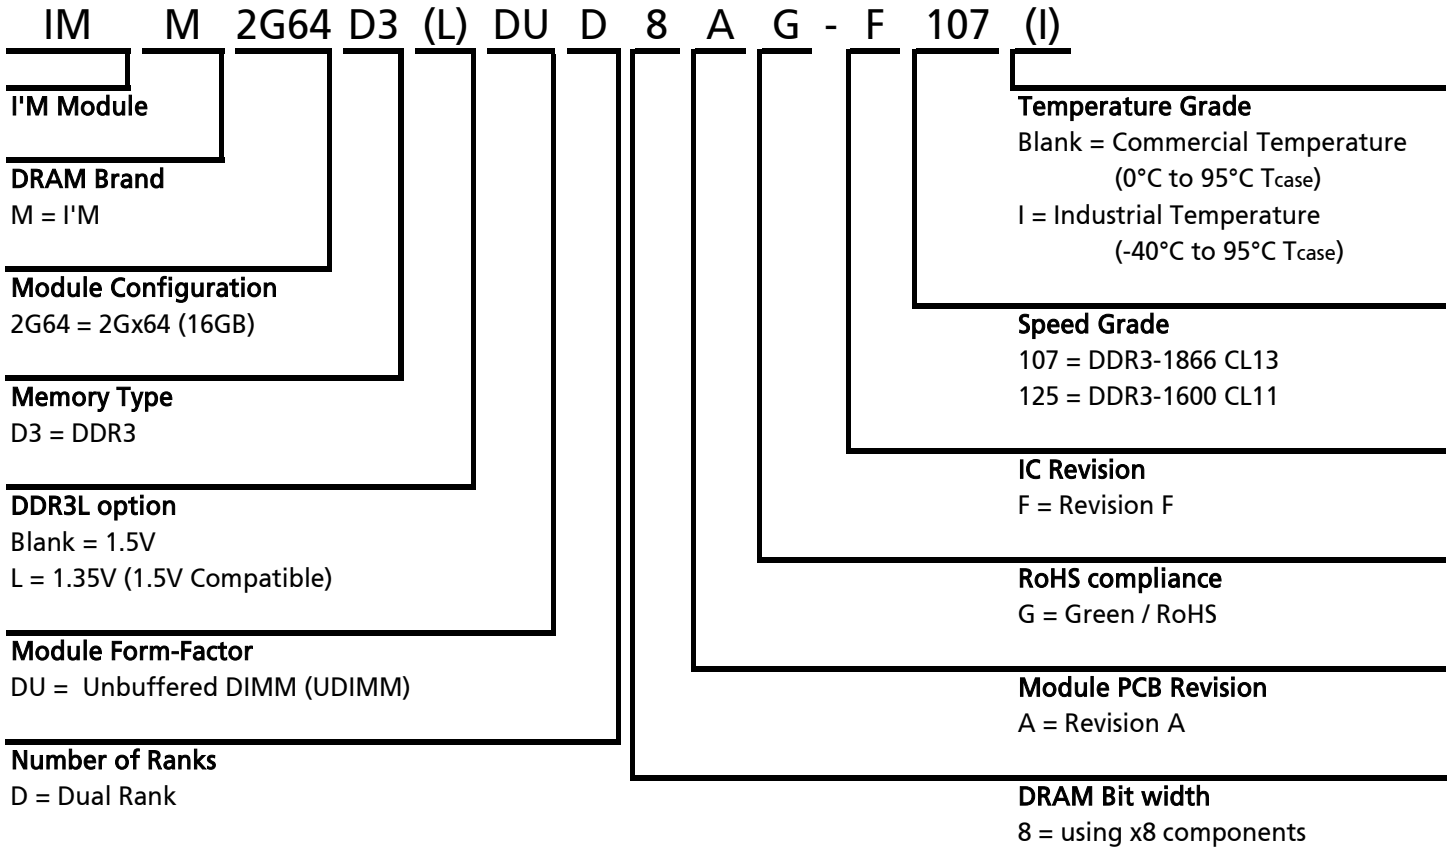 IM M 2G64 D3 (L) DU D 8 A G - F 107 (I)
I'M Module
DRAM Brand
M = I'M
Module Configuration
2G64 = 2Gx64 (16GB)
Memory Type
D3 = DDR3
DDR3L option
Blank = 1.5V
L = 1.35V (1.5V Compatible)
Module Form-Factor
DU = Unbuffered DIMM (UDIMM)
Number of Ranks
D = Dual Rank
Temperature Grade
Blank = Commercial Temperature
(0°C to 95°C Tcase)
I = Industrial Temperature
(-40°C to 95°C Tcase)
Speed Grade
107 = DDR3-1866 CL13
125 = DDR3-1600 CL11
IC Revision
F = Revision F
RoHS compliance
G = Green / RoHS
Module PCB Revision
A = Revision A
DRAM Bit width
8 = using x8 components